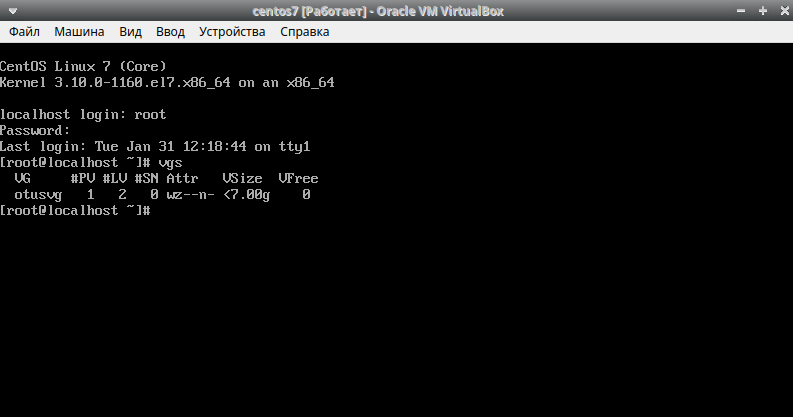 centos7 [Работает] - Oracle VM VirtualBox
Файл Машина Вид Ввод Устройства Справка
CentOS Linux 7 (Core)
Kernel 3.10.0-1160.el7.x86_64 on an x86_64
localhost login: root
Password:
Last login: Tue Jan 31 12:18:44 on tty1
[root@localhost ~]# vgs
  VG     #PV #LV #SN Attr   VSize  VFree
  otusvg   1   2   0 wz--n- <7.00g    0
[root@localhost ~]#